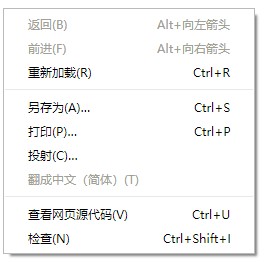 返回(B) Alt+向左箭头
前进(F) Alt+向右箭头
重新加载(R) Ctrl+R
另存为(A)... Ctrl+S
打印(P)... Ctrl+P
投射(C)...
翻成中文（简体）(T)
查看网页源代码(V) Ctrl+U
检查(N) Ctrl+Shift+I